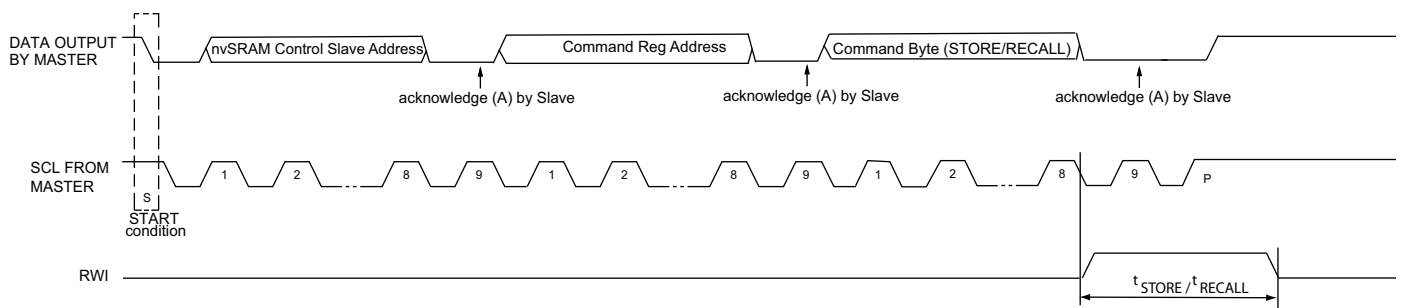 DATA OUTPUT
BY MASTER
nvSRAM Control Slave Address
Command Reg Address
Command Byte (STORE/RECALL)
acknowledge (A) by Slave
acknowledge (A) by Slave
acknowledge (A) by Slave
SCL FROM
MASTER
1 2 8 9 1 2 8 9 1 2 8 9 P
S
START
condition
RWI
t STORE / t RECALL